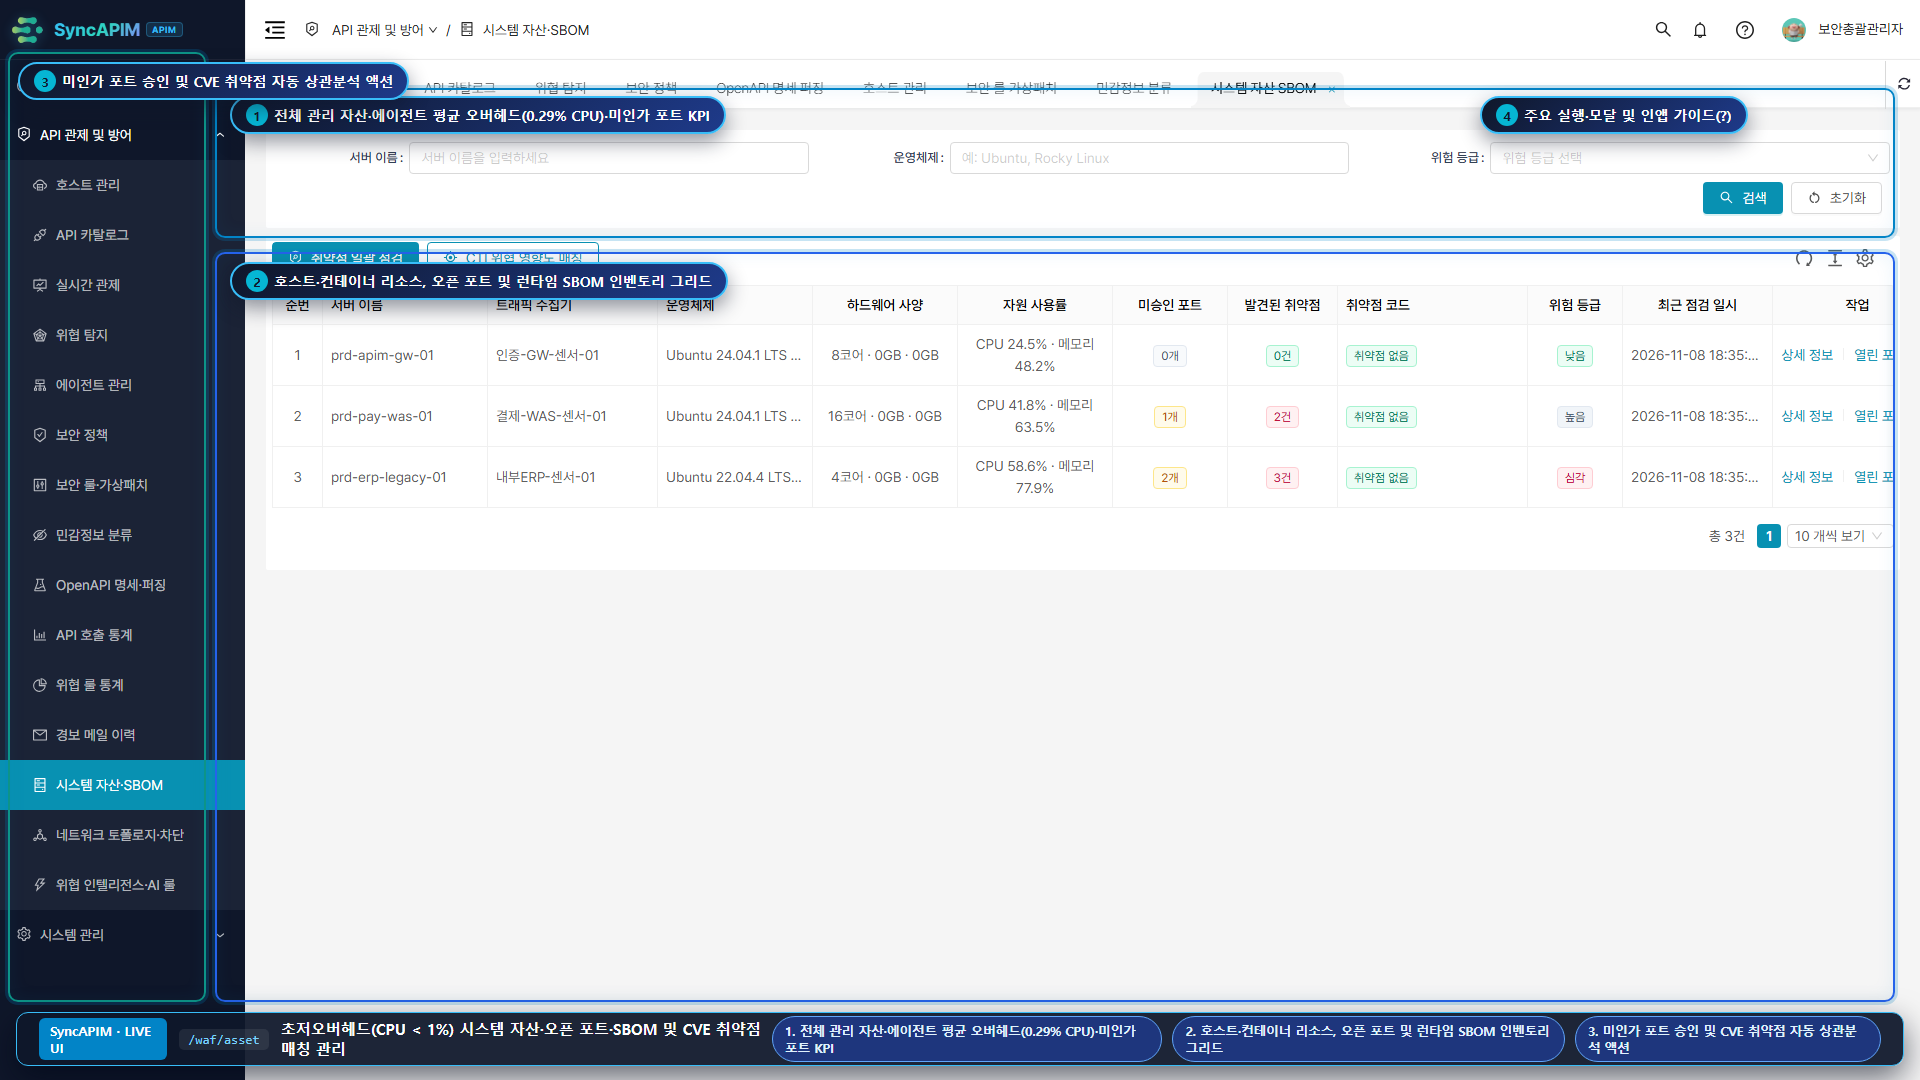 SyncAPIM APIM
API 관제 및 방어 / 시스템 자산·SBOM
보안총괄관리자
3 미인가 포트 승인 및 CVE 취약점 자동 상관분석 액션
API 카탈로그 위협 탐지 보안 정책 OpenAPI 명세·퍼징 호스트 관리 보안 룰·가상패치 민감정보 분류 시스템 자산·SBOM ×
1 전체 관리 자산·에이전트 평균 오버헤드(0.29% CPU)·미인가 포트 KPI
4 주요 실행·모달 및 인앱 가이드(?)
API 관제 및 방어
호스트 관리
API 카탈로그
실시간 관제
위협 탐지
에이전트 관리
보안 정책
보안 룰·가상패치
민감정보 분류
OpenAPI 명세·퍼징
API 호출 통계
위협 룰 통계
경보 메일 이력
시스템 자산·SBOM
네트워크 토폴로지·차단
위협 인텔리전스·AI 룰
시스템 관리
서버 이름: 서버 이름을 입력하세요
운영체제: 예: Ubuntu, Rocky Linux
위험 등급: 위험 등급 선택
검색 초기화
취약점 일괄 점검 CTI 위협 영향도 매칭
2 호스트·컨테이너 리소스, 오픈 포트 및 런타임 SBOM 인벤토리 그리드
순번 서버 이름 트래픽 수집기 운영체제 하드웨어 사양 자원 사용률 미승인 포트 발견된 취약점 취약점 코드 위험 등급 최근 점검 일시 작업
1 prd-apim-gw-01 인증-GW-센서-01 Ubuntu 24.04.1 LTS ... 8코어 · 0GB · 0GB CPU 24.5% · 메모리 48.2% 0개 0건 취약점 없음 낮음 2026-11-08 18:35:... 상세 정보 열린 포
2 prd-pay-was-01 결제-WAS-센서-01 Ubuntu 24.04.1 LTS ... 16코어 · 0GB · 0GB CPU 41.8% · 메모리 63.5% 1개 2건 취약점 없음 높음 2026-11-08 18:35:... 상세 정보 열린 포
3 prd-erp-legacy-01 내부ERP-센서-01 Ubuntu 22.04.4 LTS... 4코어 · 0GB · 0GB CPU 58.6% · 메모리 77.9% 2개 3건 취약점 없음 심각 2026-11-08 18:35:... 상세 정보 열린 포
총 3건 1 10 개씩 보기
SyncAPIM · LIVE UI
/waf/asset
초저오버헤드(CPU < 1%) 시스템 자산·오픈 포트·SBOM 및 CVE 취약점 매칭 관리
1. 전체 관리 자산·에이전트 평균 오버헤드(0.29% CPU)·미인가 포트 KPI
2. 호스트·컨테이너 리소스, 오픈 포트 및 런타임 SBOM 인벤토리 그리드
3. 미인가 포트 승인 및 CVE 취약점 자동 상관분석 액션